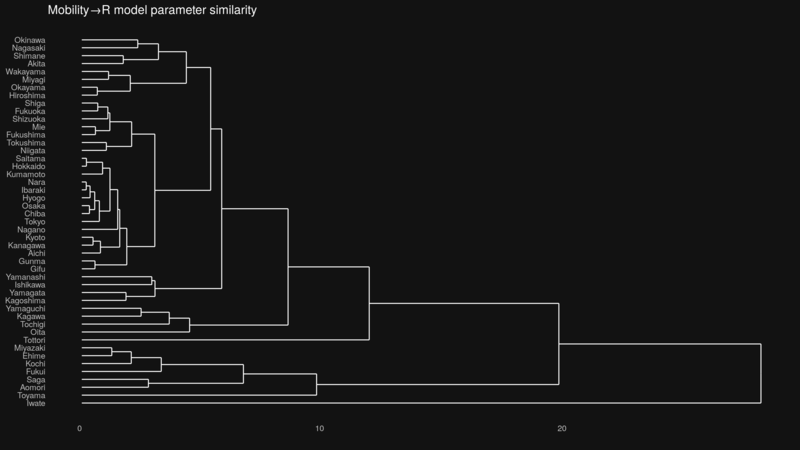 Mobility→R model parameter similarity
Okinawa
Nagasaki
Shimane
Akita
Wakayama
Miyagi
Okayama
Hiroshima
Shiga
Fukuoka
Shizuoka
Mie
Fukushima
Tokushima
Niigata
Saitama
Hokkaido
Kumamoto
Nara
Ibaraki
Hyogo
Osaka
Chiba
Tokyo
Nagano
Kyoto
Kanagawa
Aichi
Gunma
Gifu
Yamanashi
Ishikawa
Yamagata
Kagoshima
Yamaguchi
Kagawa
Tochigi
Oita
Tottori
Miyazaki
Ehime
Kochi
Fukui
Saga
Aomori
Toyama
Iwate
0 10 20